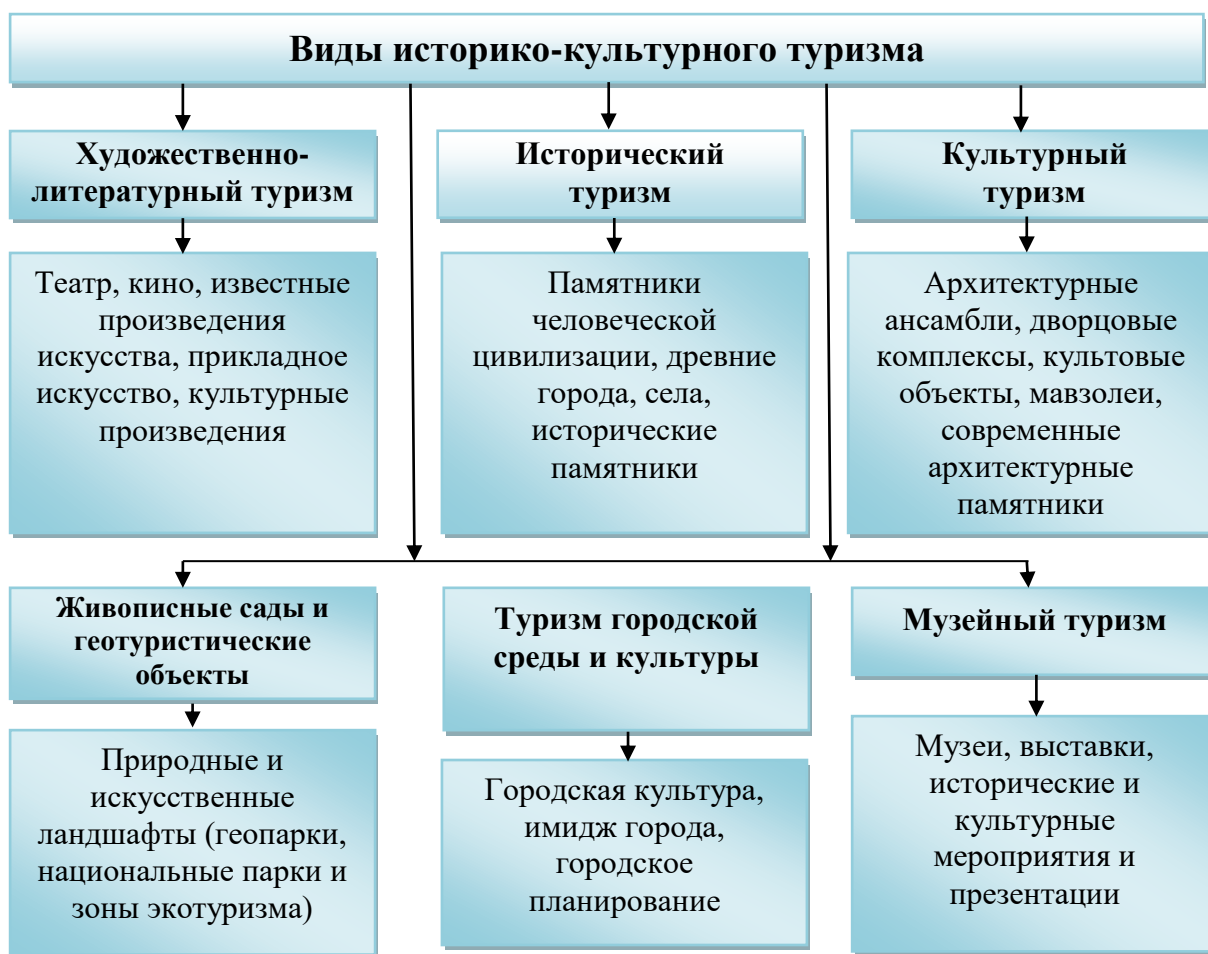 Виды историко-культурного туризма
Художественно-
литературный туризм
Исторический
туризм
Культурный
туризм
Театр, кино, известные
произведения
искусства, прикладное
искусство, культурные
произведения
Памятники
человеческой
цивилизации, древние
города, села,
исторические
памятники
Архитектурные
ансамбли, дворцовые
комплексы, культовые
объекты, мавзолеи,
современные
архитектурные
памятники
Живописные сады и
геотуристические
объекты
Туризм городской
среды и культуры
Музейный туризм
Природные и
искусственные
ландшафты (геопарки,
национальные парки и
зоны экотуризма)
Городская культура,
имидж города,
городское
планирование
Музеи, выставки,
исторические и
культурные
мероприятия и
презентации